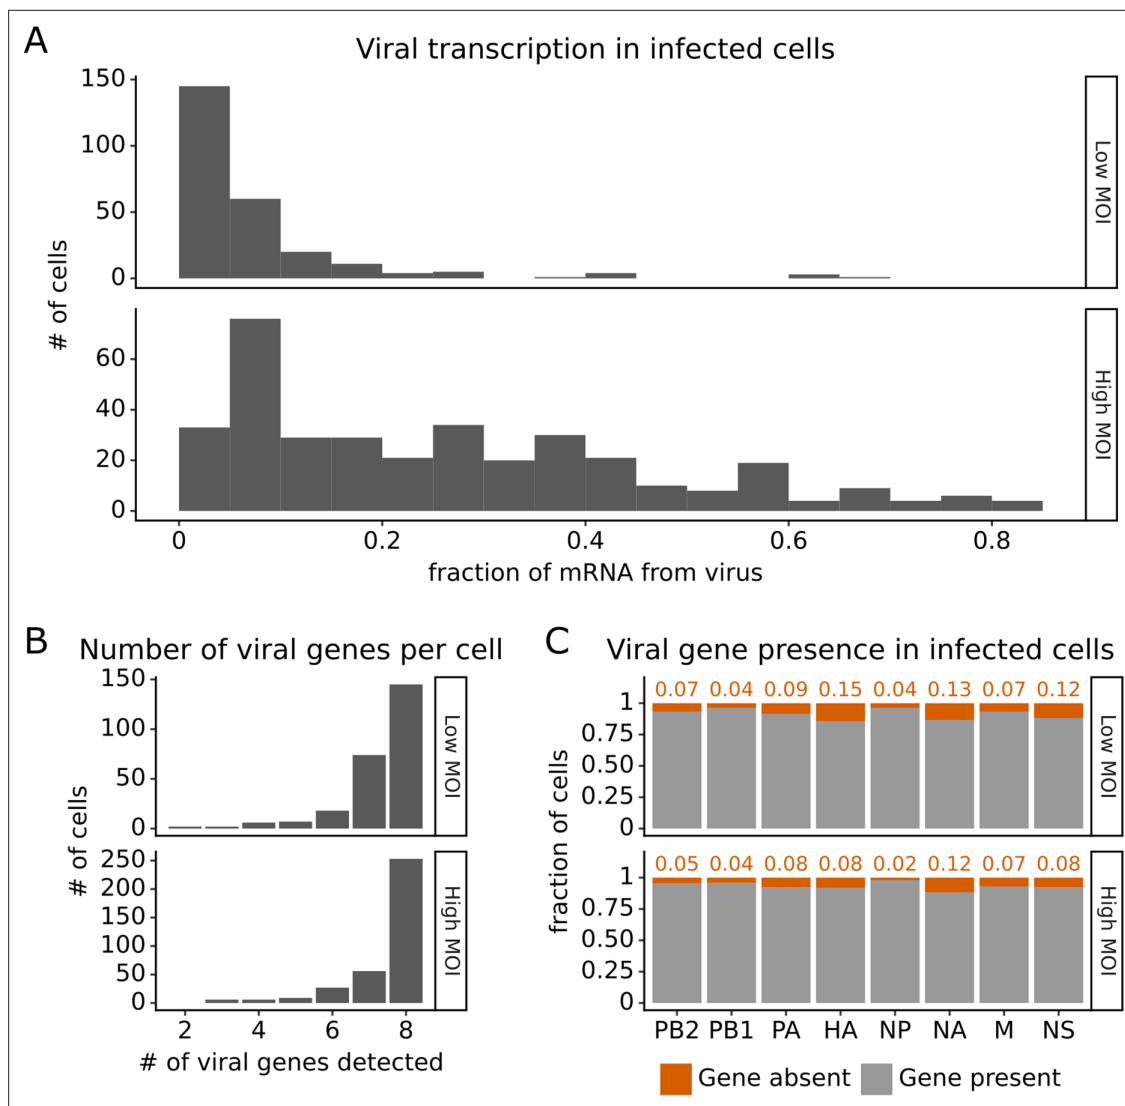 A
Viral transcription in infected cells
# of cells
150
100
50
0
Low MOI
60
40
20
0
High MOI
0 0.2 0.4 0.6 0.8
fraction of mRNA from virus
B
Number of viral genes per cell
# of cells
150
100
50
0
Low MOI
250
200
150
100
50
0
High MOI
2 4 6 8
# of viral genes detected
C
Viral gene presence in infected cells
fraction of cells
0.07 0.04 0.09 0.15 0.04 0.13 0.07 0.12
1
0.75
0.50
0.25
0
Low MOI
0.05 0.04 0.08 0.08 0.02 0.12 0.07 0.08
1
0.75
0.50
0.25
0
High MOI
PB2 PB1 PA HA NP NA M NS
Gene absent Gene present